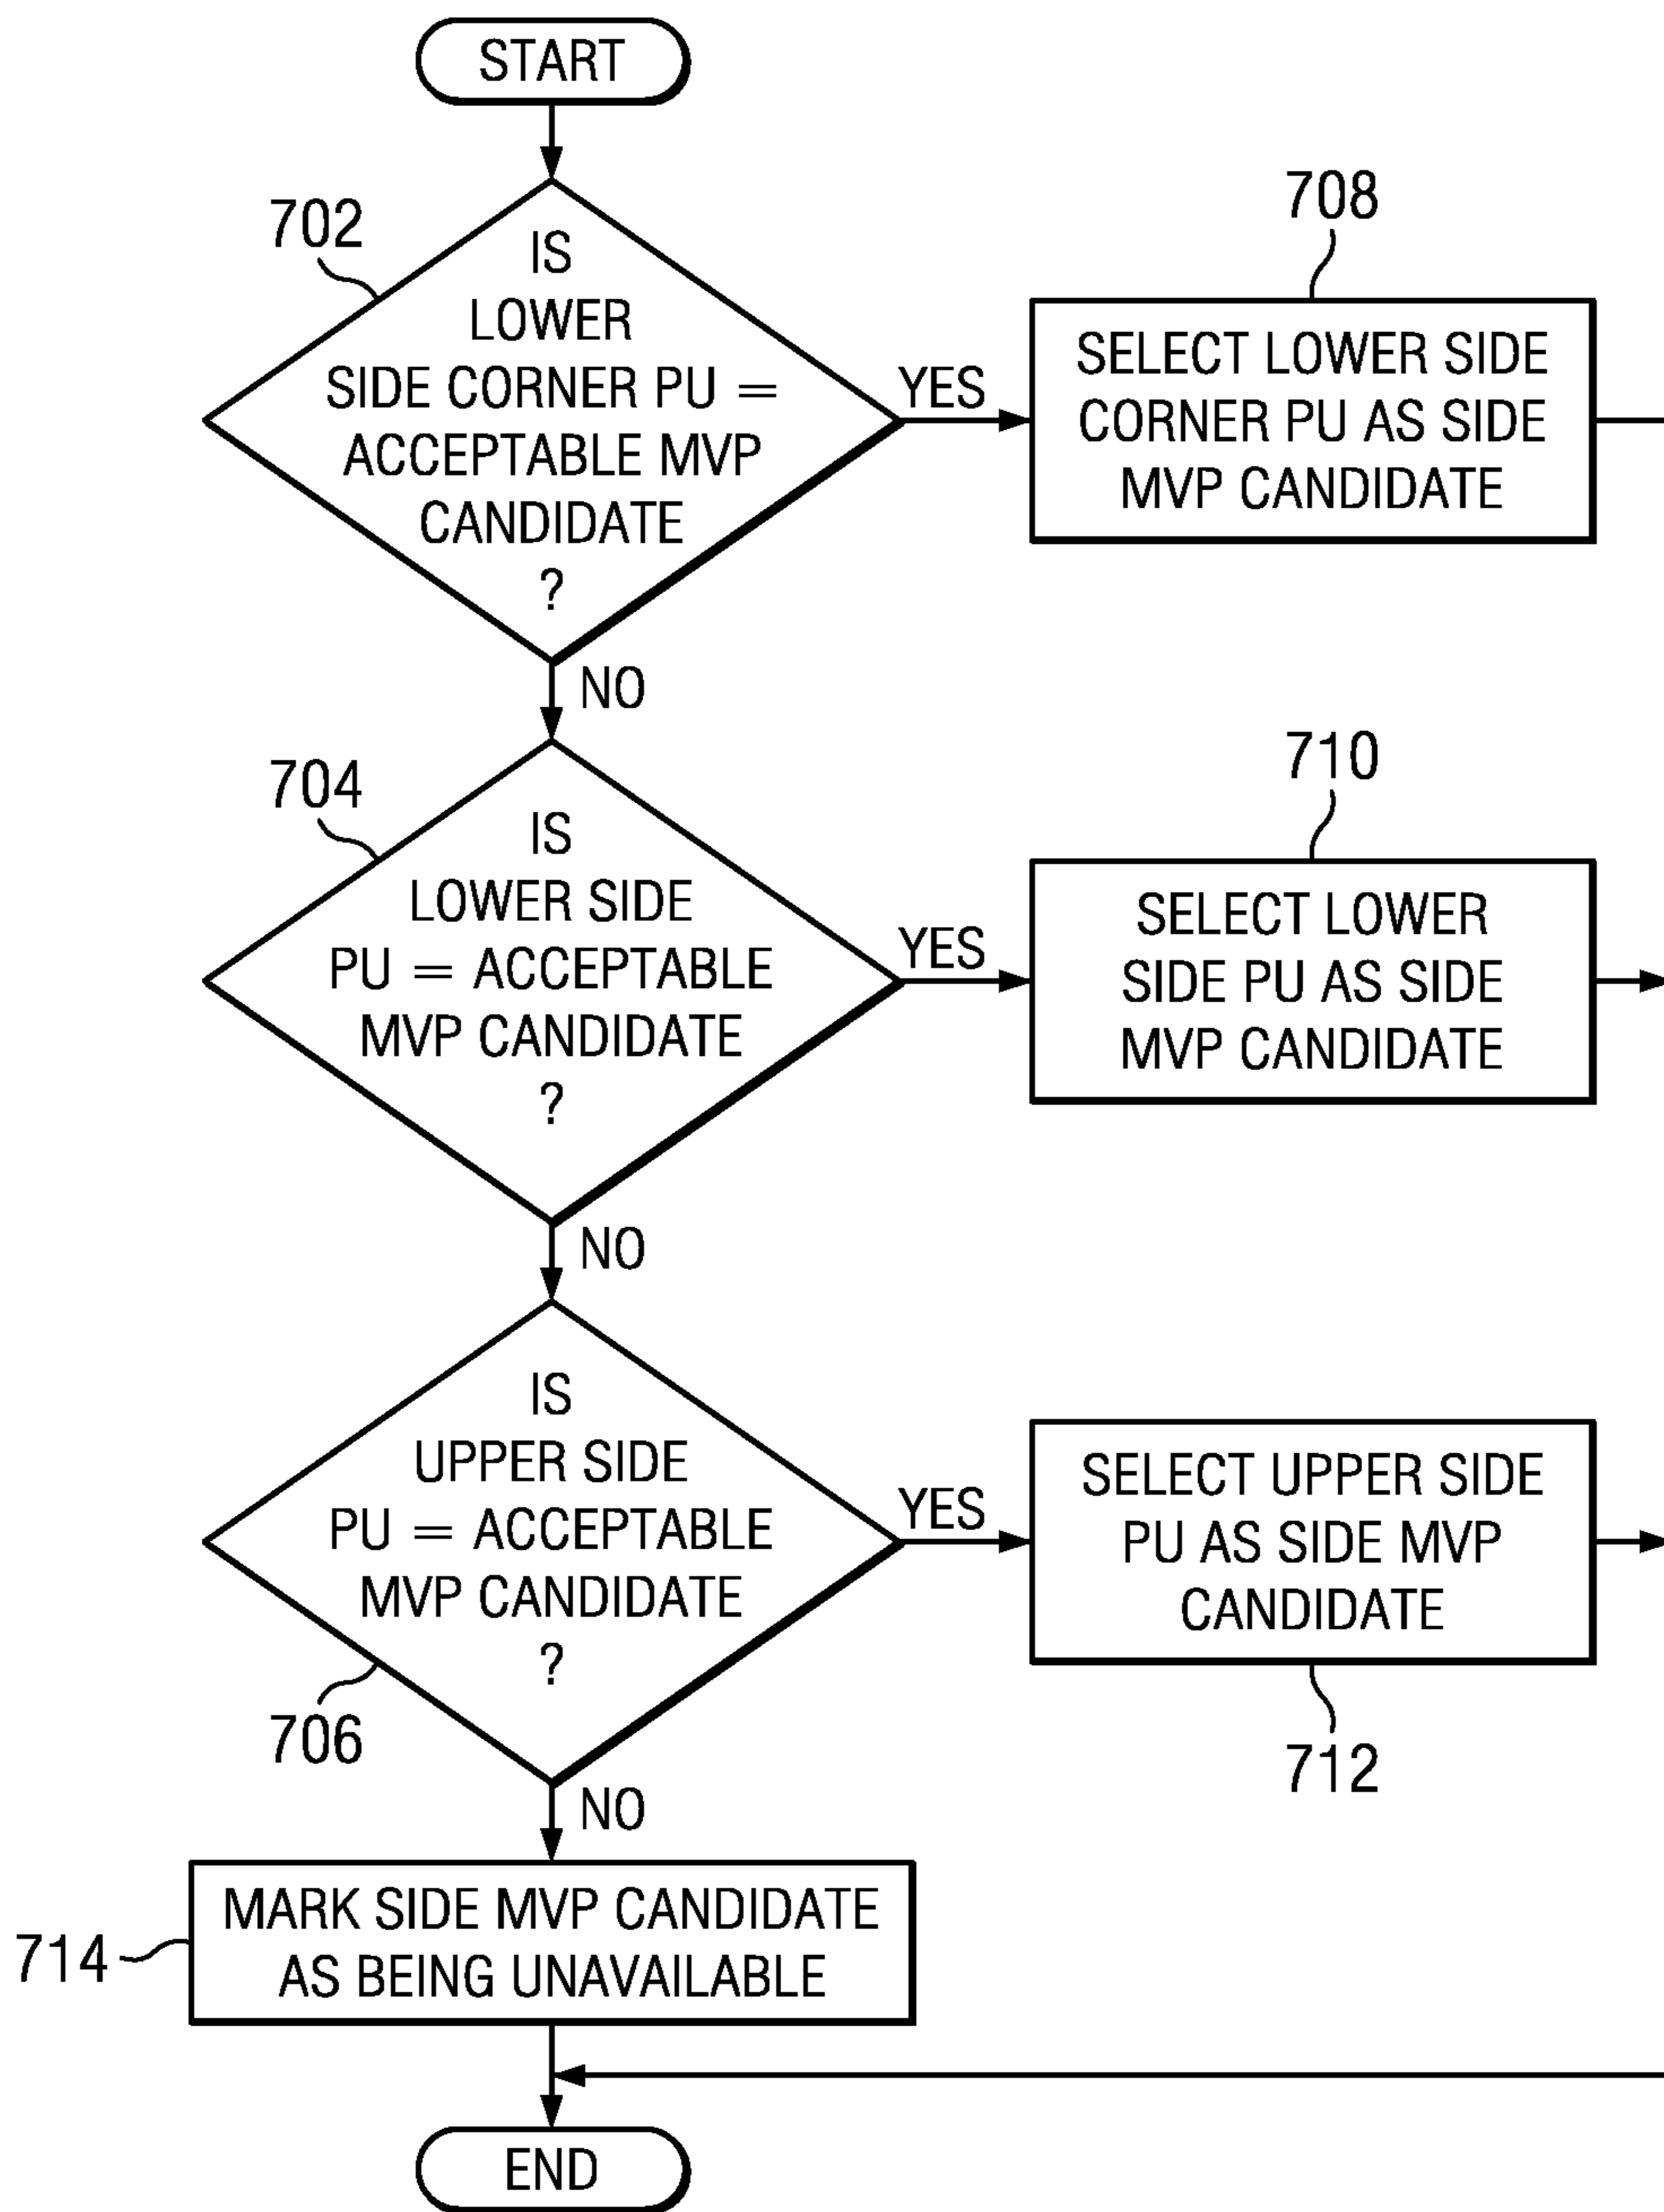 START
702
IS
LOWER
SIDE CORNER PU =
ACCEPTABLE MVP
CANDIDATE
?
YES
708
SELECT LOWER SIDE
CORNER PU AS SIDE
MVP CANDIDATE
NO
704
IS
LOWER SIDE
PU = ACCEPTABLE
MVP CANDIDATE
?
YES
710
SELECT LOWER
SIDE PU AS SIDE
MVP CANDIDATE
NO
IS
UPPER SIDE
PU = ACCEPTABLE
MVP CANDIDATE
?
706
YES
SELECT UPPER SIDE
PU AS SIDE MVP
CANDIDATE
712
NO
714
MARK SIDE MVP CANDIDATE
AS BEING UNAVAILABLE
END